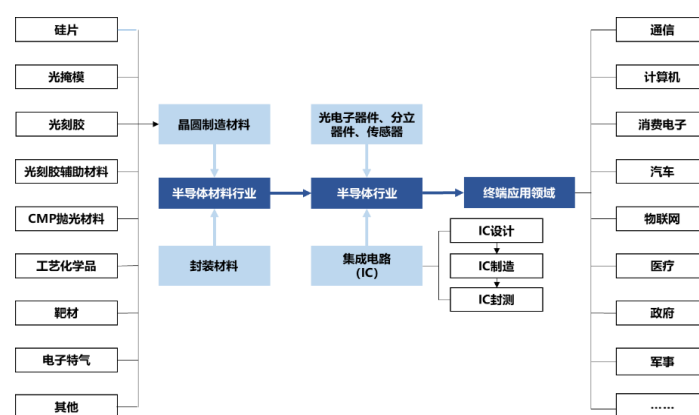 硅片
光掩模
光刻胶
光刻胶辅助材料
CMP抛光材料
工艺化学品
靶材
电子特气
其他
晶圆制造材料
半导体材料行业
封装材料
光电子器件、分立
器件、传感器
半导体行业
集成电路
（IC）
IC设计
IC制造
IC封测
终端应用领域
通信
计算机
消费电子
汽车
物联网
医疗
政府
军事
……